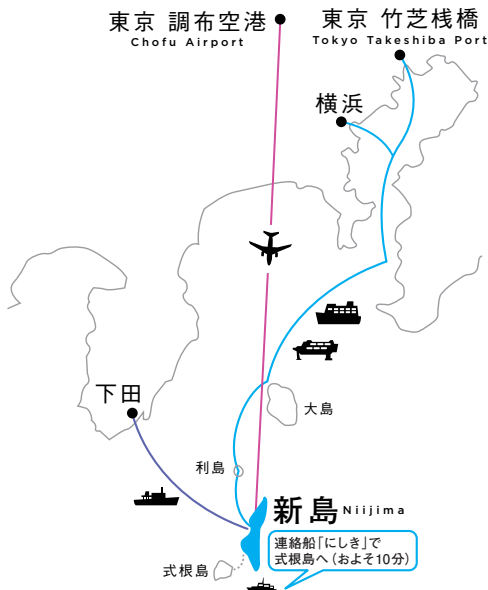 東京 調布空港
Chofu Airport
東京 竹芝桟橋
Tokyo Takeshiba Port
横浜
下田
大島
利島
新島 Niijima
連絡船「にしき」で
式根島へ（およそ10分）
式根島